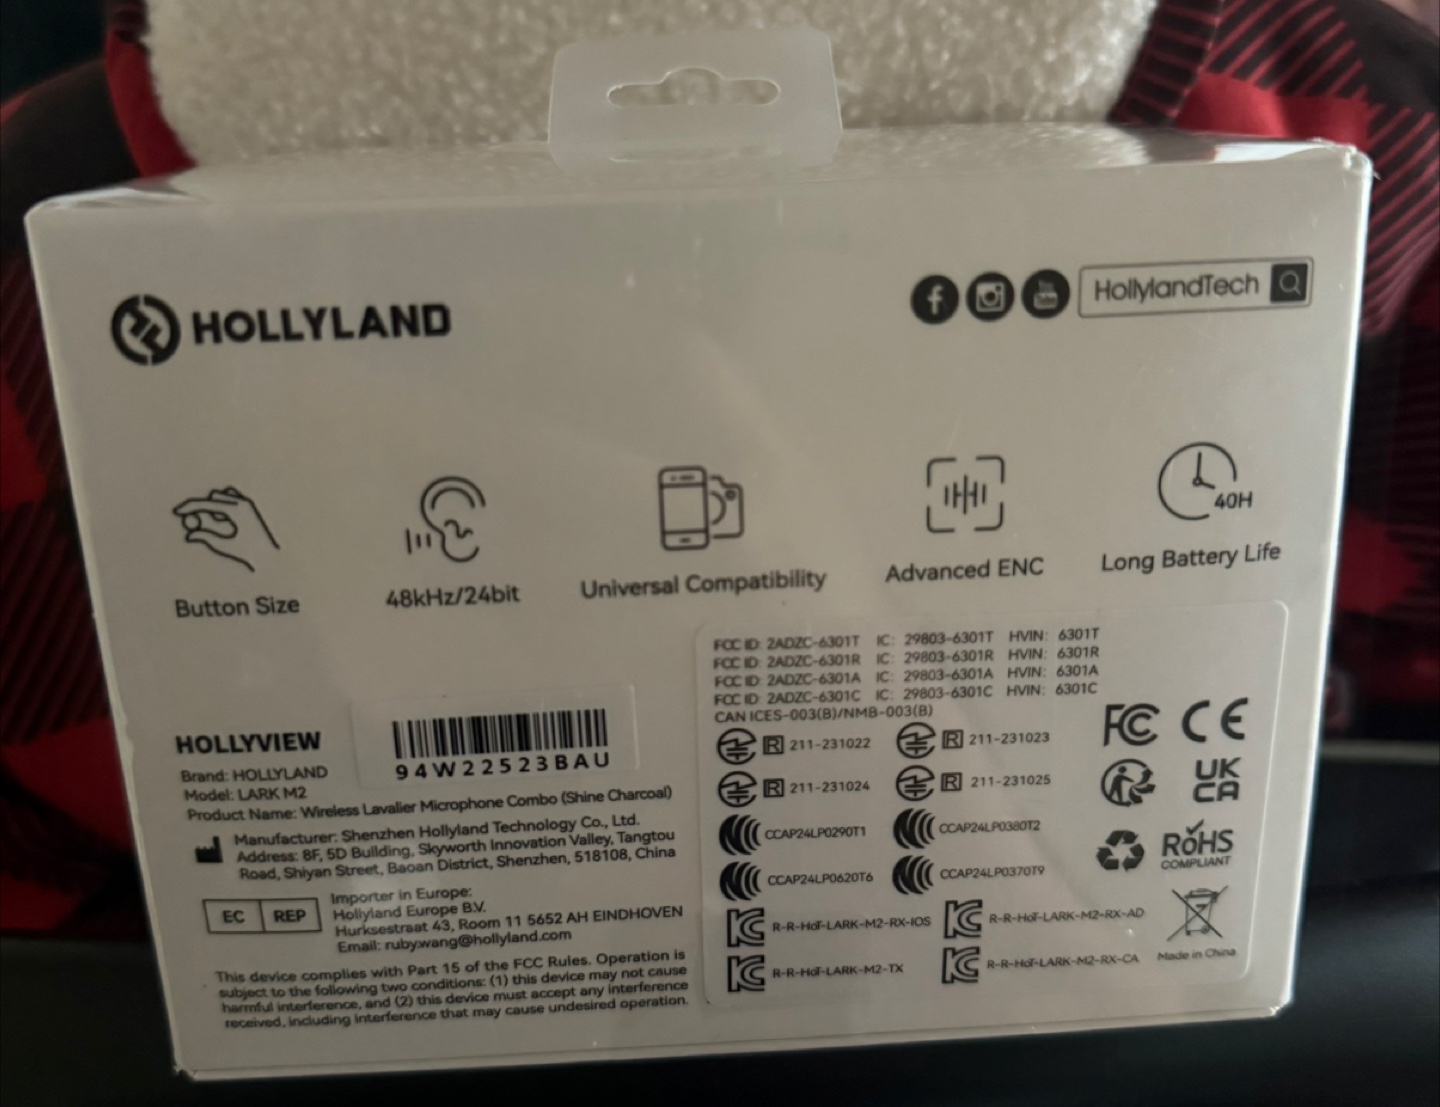 HOLLYLAND
HollylandTech
40H
Button Size
48kHz/24bit
Universal Compatibility
Advanced ENC
Long Battery Life
HOLLYVIEW
94W22523BAU
Brand: HOLLYLAND
Model: LARK M2
Product Name: Wireless Lavalier Microphone Combo (Shine Charcoal)
Manufacturer: Shenzhen Hollyland Technology Co., Ltd.
Address: 8F, 5D Building, Skyworth Innovation Valley, Tangtou
Road, Shiyan Street, Baoan District, Shenzhen, 518108, China
EC REP
Importer in Europe:
Hollyland Europe B.V.
Hurksestraat 43, Room 11 5652 AH EINDHOVEN
Email: ruby.wang@hollyland.com
This device complies with Part 15 of the FCC Rules. Operation is
subject to the following two conditions: (1) this device may not cause
harmful interference, and (2) this device must accept any interference
received, including interference that may cause undesired operation.
FCC ID: 2ADZC-6301T IC: 29803-6301T HVIN: 6301T
FCC ID: 2ADZC-6301R IC: 29803-6301R HVIN: 6301R
FCC ID: 2ADZC-6301A IC: 29803-6301A HVIN: 6301A
FCC ID: 2ADZC-6301C IC: 29803-6301C HVIN: 6301C
CAN ICES-003(B)/NMB-003(B)
R 211-231022 R 211-231023
R 211-231024 R 211-231025
CCAP24LP0290T1 CCAP24LP0380T2
CCAP24LP0620T6 CCAP24LP0370T9
R-R-HoT-LARK-M2-RX-IOS R-R-HoT-LARK-M2-RX-AD
R-R-HoT-LARK-M2-TX R-R-HoT-LARK-M2-RX-CA
FC CE
UK
CA
RoHS
COMPLIANT
Made in China